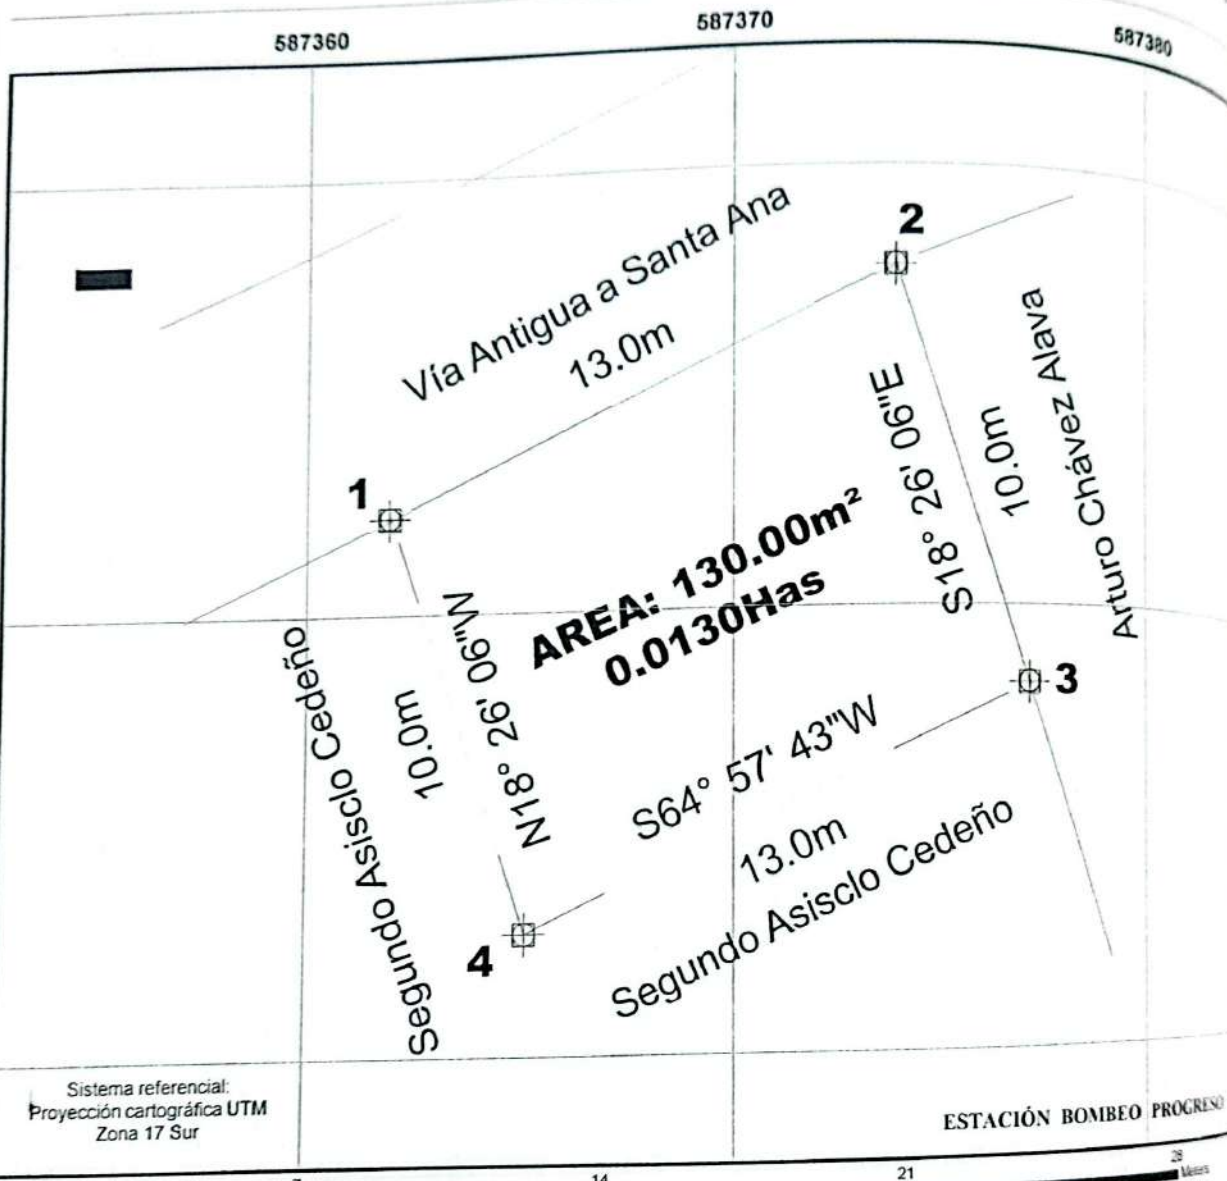 587360
587370
587380
Vía Antigua a Santa Ana
13.0m
1
2
S18° 26' 06"E
10.0m
Arturo Chávez Alava
AREA: 130.00m²
0.0130Has
Segundo Asisclo Cedeño
10.0m
N18° 26' 06"W
3
S64° 57' 43"W
13.0m
Segundo Asisclo Cedeño
4
Sistema referencial:
Proyección cartográfica UTM
Zona 17 Sur
ESTACIÓN BOMBEO PROGRESO
14
21
28
Meters